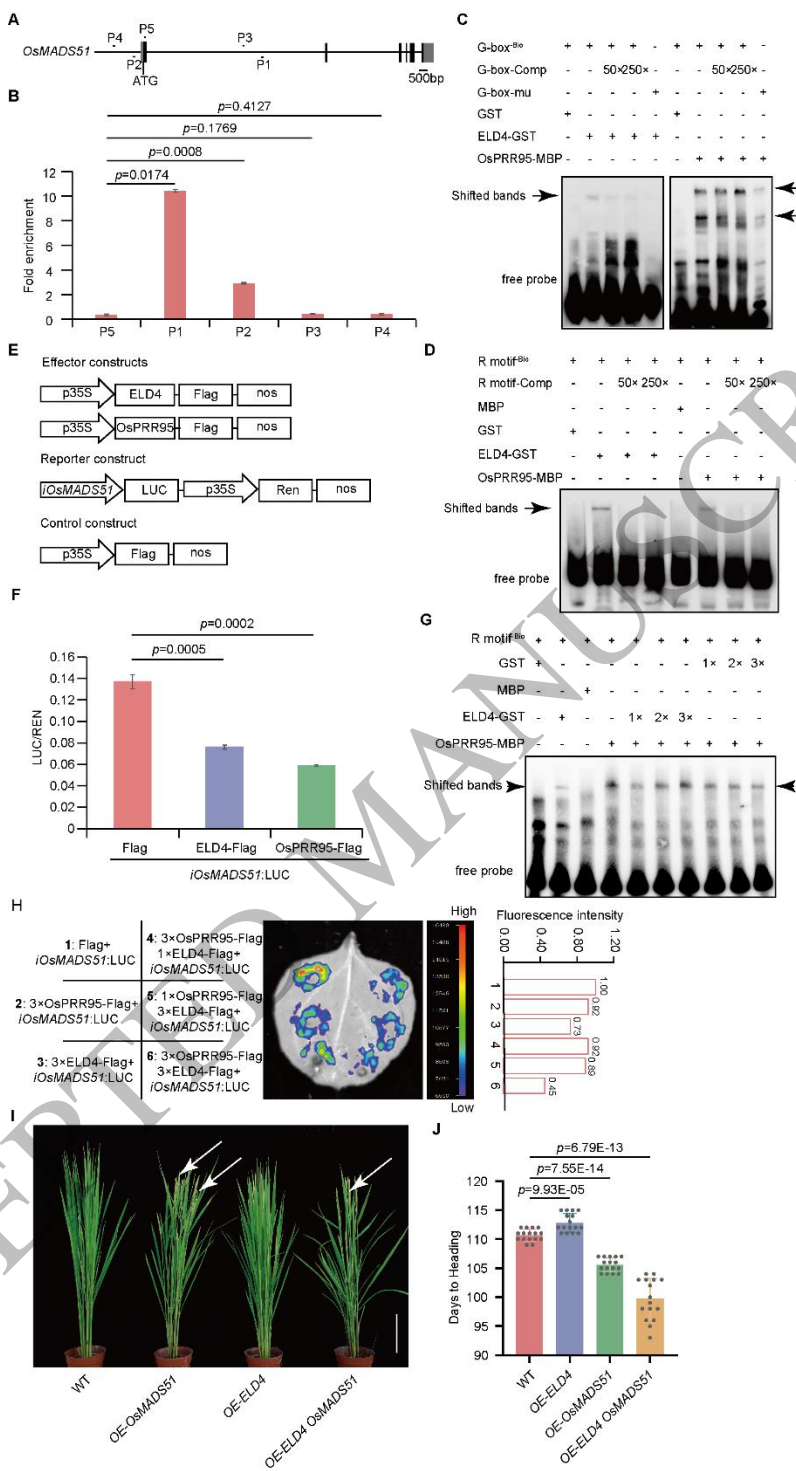 A
P4
P5
P3
OsMADS51
P2
P1
ATG
500bp
B
p=0.4127
p=0.1769
p=0.0008
p=0.0174
Fold enrichment
12
10
8
6
4
2
0
P5 P1 P2 P3 P4
C
G-box-Bio + + + + - + + + + -
G-box-Comp - - 50× 250× - - - 50× 250× -
G-box-mu - - - - + - - - - +
GST + - - - - + - - - -
ELD4-GST - + + + + - - - - -
OsPRR95-MBP - - - - - - + + + +
Shifted bands
free probe
D
R motif-Bio + + + + + + + +
R motif-Comp - - 50× 250× - - 50× 250×
MBP - - - - + - - -
GST + - - - - - - -
ELD4-GST - + + + - - - -
OsPRR95-MBP - - - - - + + +
Shifted bands
free probe
E
Effector constructs
p35S ELD4 Flag nos
p35S OsPRR95 Flag nos
Reporter construct
iOsMADS51 LUC p35S Ren nos
Control construct
p35S Flag nos
F
p=0.0002
p=0.0005
LUC/REN
0.16
0.14
0.12
0.10
0.08
0.06
0.04
0.02
0
Flag ELD4-Flag OsPRR95-Flag
iOsMADS51:LUC
G
R motif-Bio + + + + + + + + + +
GST + - - - - - - 1× 2× 3×
MBP - - + - - - - - - -
ELD4-GST - + - - 1× 2× 3× - - -
OsPRR95-MBP - - - + + + + + + +
Shifted bands
free probe
H
1: Flag+
iOsMADS51:LUC
2: 3×OsPRR95-Flag+
iOsMADS51:LUC
3: 3×ELD4-Flag+
iOsMADS51:LUC
4: 3×OsPRR95-Flag
1×ELD4-Flag+
iOsMADS51:LUC
5: 1×OsPRR95-Flag
3×ELD4-Flag+
iOsMADS51:LUC
6: 3×OsPRR95-Flag
3×ELD4-Flag+
iOsMADS51:LUC
High
Low
Fluorescence intensity
0.00
0.40
0.80
1.20
1 1.00
2 0.92
3 0.73
4 0.92
5 0.89
6 0.45
I
WT
OE-OsMADS51
OE-ELD4
OE-ELD4 OsMADS51
J
p=6.79E-13
p=7.55E-14
p=9.93E-05
Days to Heading
120
115
110
105
100
95
90
WT
OE-ELD4
OE-OsMADS51
OE-ELD4 OsMADS51
EPTED MANUSCR